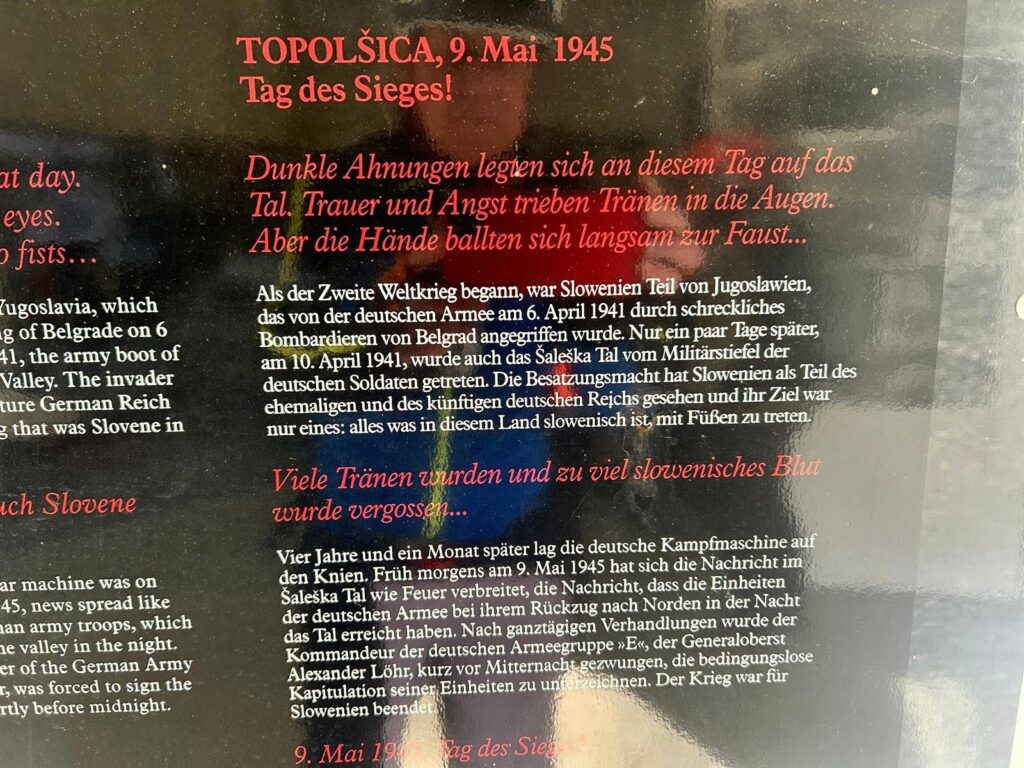 at day.
eyes.
o fists...
Yugoslavia, which
ng of Belgrade on 6
41, the army boot of
Valley. The invader
ture German Reich
g that was Slovene in
uch Slovene
ar machine was on
45, news spread like
man army troops, which
he valley in the night.
er of the German Army
r, was forced to sign the
rtly before midnight.
TOPOLŠICA, 9. Mai 1945
Tag des Sieges!
Dunkle Ahnungen legten sich an diesem Tag auf das
Tal. Trauer und Angst trieben Tränen in die Augen.
Aber die Hände ballten sich langsam zur Faust...
Als der Zweite Weltkrieg begann, war Slowenien Teil von Jugoslawien,
das von der deutschen Armee am 6. April 1941 durch schreckliches
Bombardieren von Belgrad angegriffen wurde. Nur ein paar Tage später,
am 10. April 1941, wurde auch das Šaleška Tal vom Militärstiefel der
deutschen Soldaten getreten. Die Besatzungsmacht hat Slowenien als Teil des
ehemaligen und des künftigen deutschen Reichs gesehen und ihr Ziel war
nur eines: alles was in diesem Land slowenisch ist, mit Füßen zu treten.
Viele Tränen wurden und zu viel slowenisches Blut
wurde vergossen...
Vier Jahre und ein Monat später lag die deutsche Kampfmaschine auf
den Knien. Früh morgens am 9. Mai 1945 hat sich die Nachricht im
Šaleška Tal wie Feuer verbreitet, die Nachricht, dass die Einheiten
der deutschen Armee bei ihrem Rückzug nach Norden in der Nacht
das Tal erreicht haben. Nach ganztägigen Verhandlungen wurde der
Kommandeur der deutschen Armeegruppe »E«, der Generaloberst
Alexander Löhr, kurz vor Mitternacht gezwungen, die bedingungslose
Kapitulation seiner Einheiten zu unterzeichnen. Der Krieg war für
Slowenien beendet.
9. Mai Tag des Sieges!